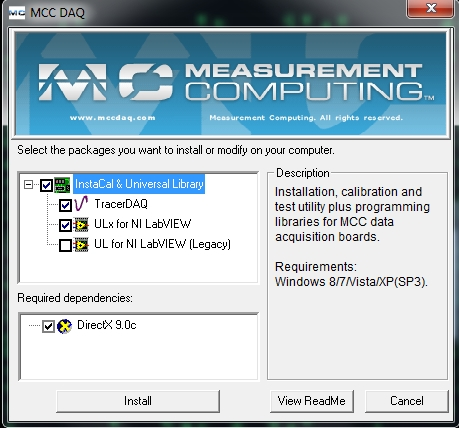 MCC DAQ
MEASUREMENT
COMPUTING™
www.mccdaq.com
Measurement Computing. All rights reserved.
Select the packages you want to install or modify on your computer.
InstaCal & Universal Library
TracerDAQ
ULx for NI LabVIEW
UL for NI LabVIEW (Legacy)
Description
Installation, calibration and
test utility plus programming
libraries for MCC data
acquisition boards.
Requirements:
Windows 8/7/Vista/XP(SP3).
Required dependencies:
DirectX 9.0c
Install
View ReadMe
Cancel